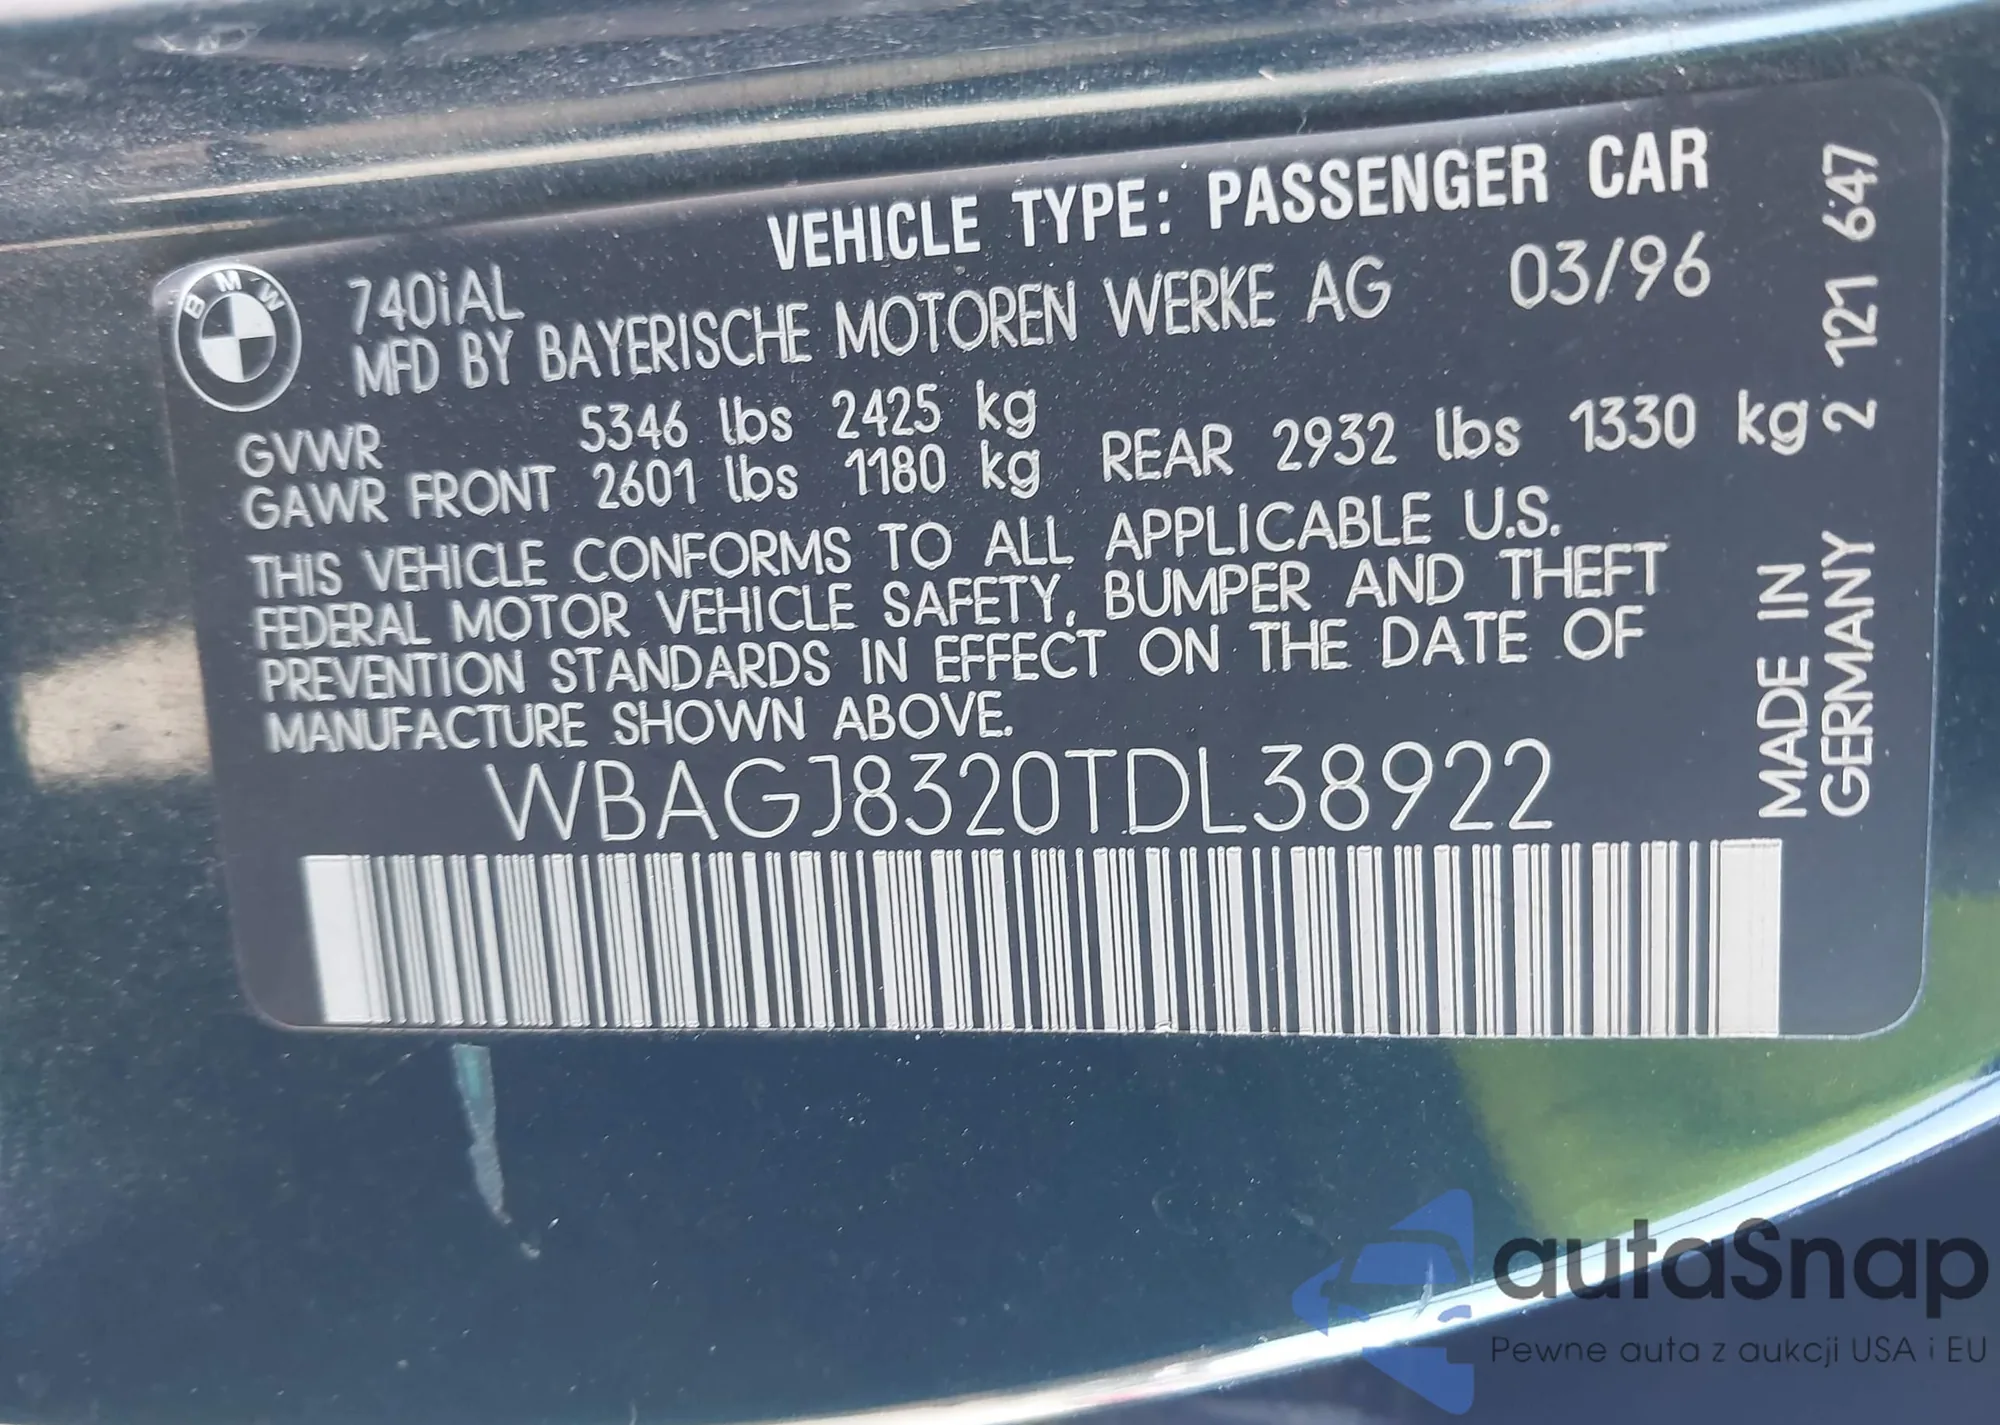 VEHICLE TYPE: PASSENGER CAR
BMW
740iAL
MFD BY BAYERISCHE MOTOREN WERKE AG 03/96
GVWR 5346 lbs 2425 kg
GAWR FRONT 2601 lbs 1180 kg REAR 2932 lbs 1330 kg
THIS VEHICLE CONFORMS TO ALL APPLICABLE U.S.
FEDERAL MOTOR VEHICLE SAFETY, BUMPER AND THEFT
PREVENTION STANDARDS IN EFFECT ON THE DATE OF
MANUFACTURE SHOWN ABOVE.
WBAGJ8320TDL38922
MADE IN
GERMANY 2 121 647
autaSnap
Pewne auta z aukcji USA i EU